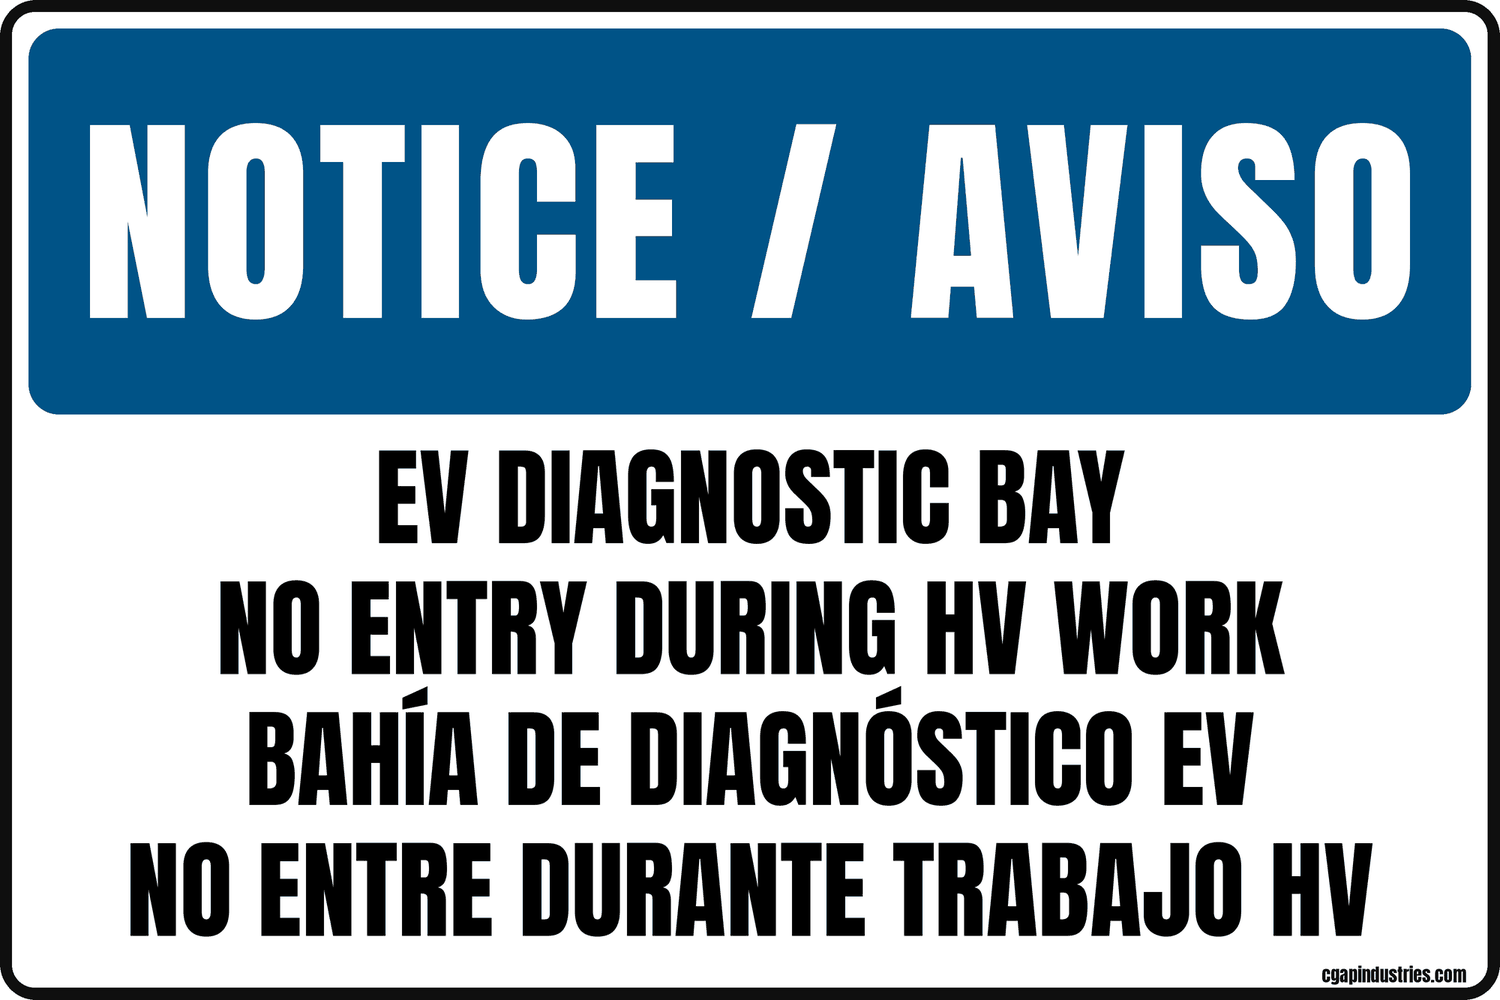 NOTICE / AVISO
EV DIAGNOSTIC BAY
NO ENTRY DURING HV WORK
BAHÍA DE DIAGNÓSTICO EV
NO ENTRE DURANTE TRABAJO HV
cgapindustries.com